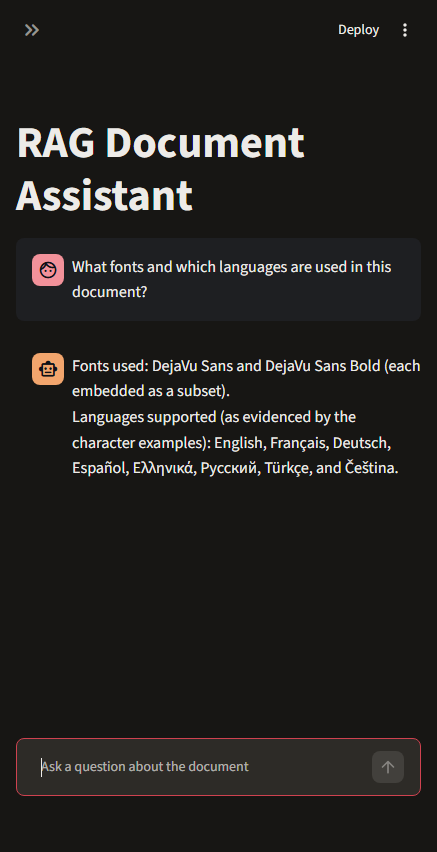 Deploy
RAG Document
Assistant
What fonts and which languages are used in this
document?
Fonts used: DejaVu Sans and DejaVu Sans Bold (each
embedded as a subset).
Languages supported (as evidenced by the
character examples): English, Français, Deutsch,
Español, Ελληνικά, Русский, Türkçe, and Čeština.
Ask a question about the document